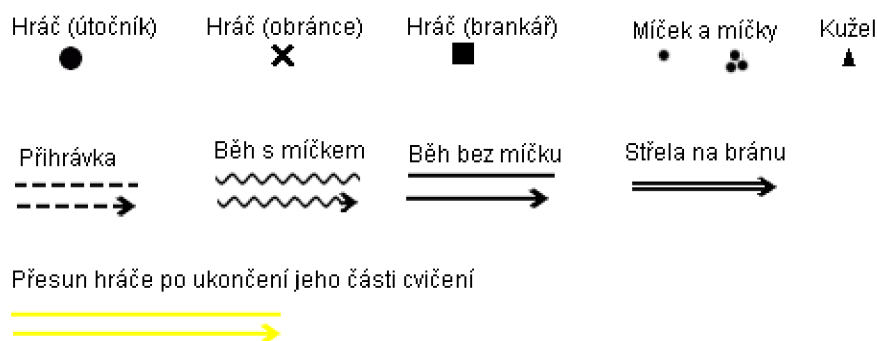 Hráč (útočník) Hráč (obránce) Hráč (brankář) Míček a míčky Kužel
Přihrávka Běh s míčkem Běh bez míčku Střela na bránu
Přesun hráče po ukončení jeho části cvičení